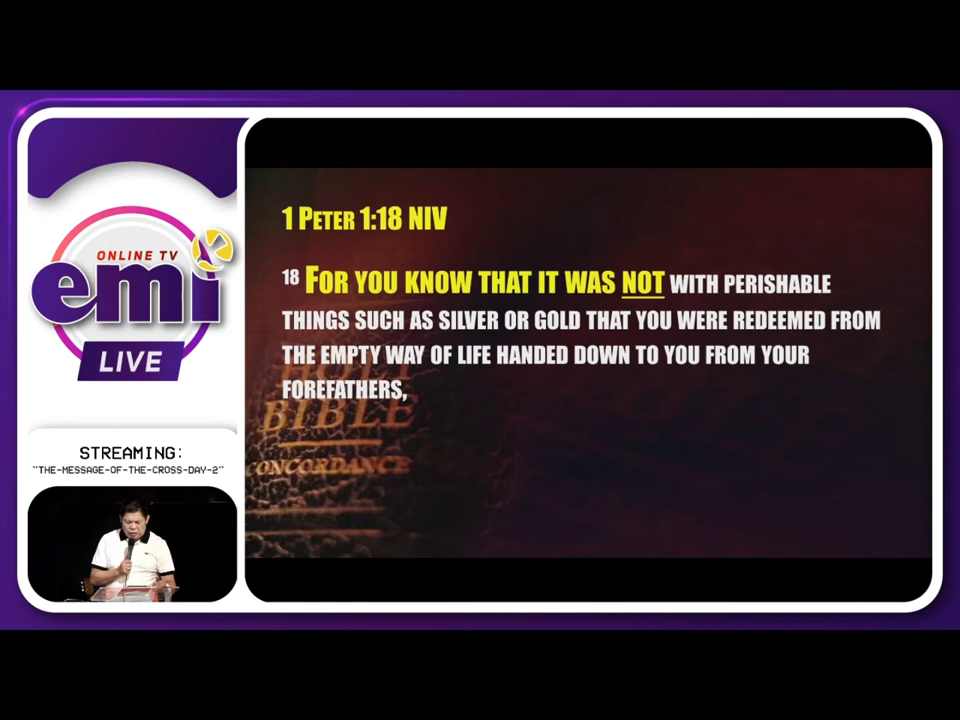 ONLINE TV
emi
LIVE
STREAMING:
"THE-MESSAGE-OF-THE-CROSS-DAY-2"
1 PETER 1:18 NIV
18 FOR YOU KNOW THAT IT WAS NOT WITH PERISHABLE
THINGS SUCH AS SILVER OR GOLD THAT YOU WERE REDEEMED FROM
THE EMPTY WAY OF LIFE HANDED DOWN TO YOU FROM YOUR
FOREFATHERS,
HOLY
BIBLE
CONCORDANCE